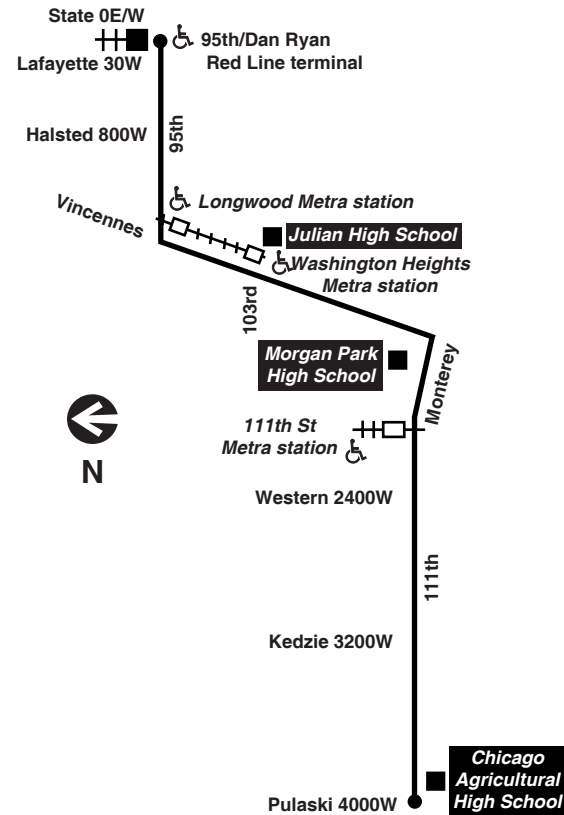 State 0E/W
95th/Dan Ryan
Red Line terminal
Lafayette 30W
Halsted 800W
95th
Vincennes
Longwood Metra station
Julian High School
Washington Heights
Metra station
103rd
Morgan Park
High School
Monterey
111th St
Metra station
N
Western 2400W
111th
Kedzie 3200W
Chicago
Agricultural
High School
Pulaski 4000W